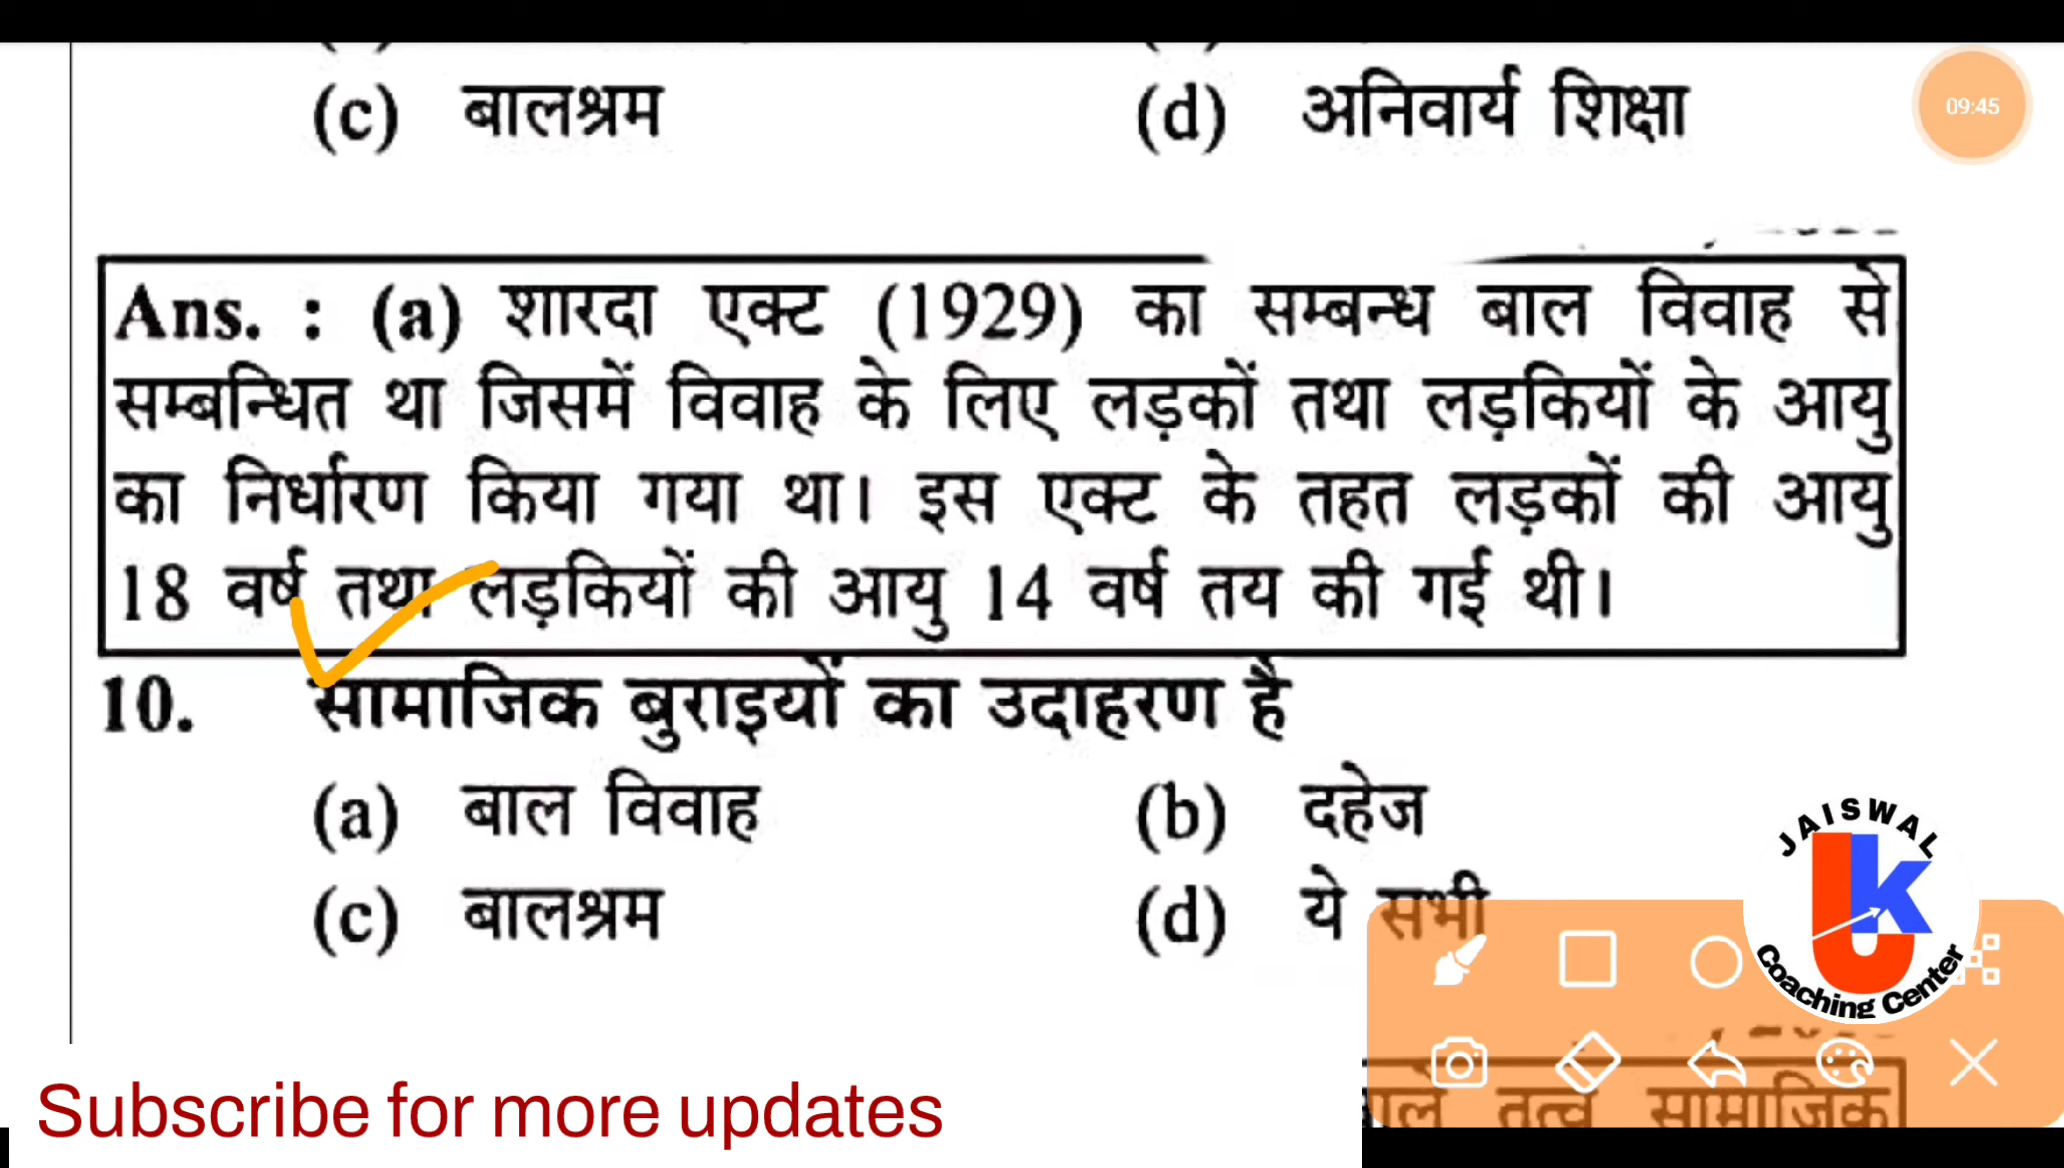 (c) बालश्रम (d) अनिवार्य शिक्षा
09:45
Ans. : (a) शारदा एक्ट (1929) का सम्बन्ध बाल विवाह से
सम्बन्धित था जिसमें विवाह के लिए लड़कों तथा लड़कियों के आयु
का निर्धारण किया गया था। इस एक्ट के तहत लड़कों की आयु
18 वर्ष तथा लड़कियों की आयु 14 वर्ष तय की गई थी।
10. सामाजिक बुराइयों का उदाहरण है
(a) बाल विवाह (b) दहेज
(c) बालश्रम (d) ये सभी
JAISWAL
UK
Coaching Center
तत्व सामाजिक
Subscribe for more updates